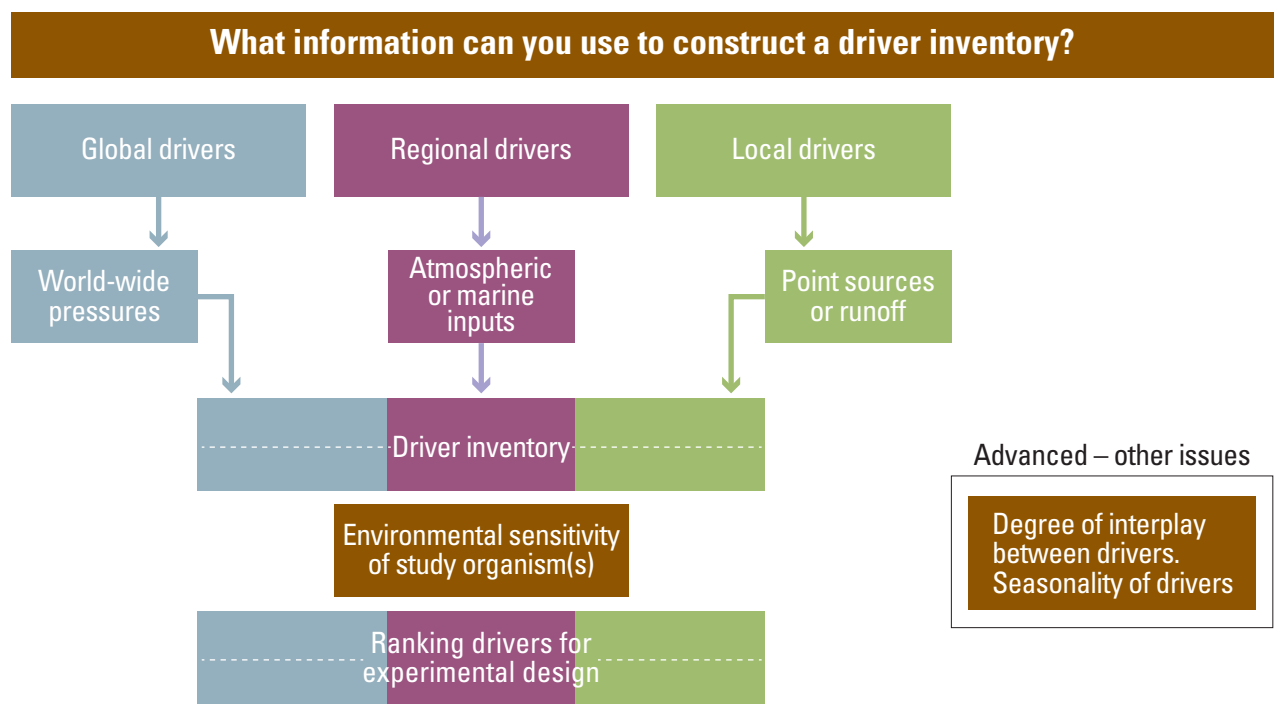 What information can you use to construct a driver inventory?
Global drivers
Regional drivers
Local drivers
World-wide
pressures
Atmospheric
or marine
inputs
Point sources
or runoff
Driver inventory
Advanced – other issues
Environmental sensitivity
of study organism(s)
Degree of interplay
between drivers.
Seasonality of drivers
Ranking drivers for
experimental design